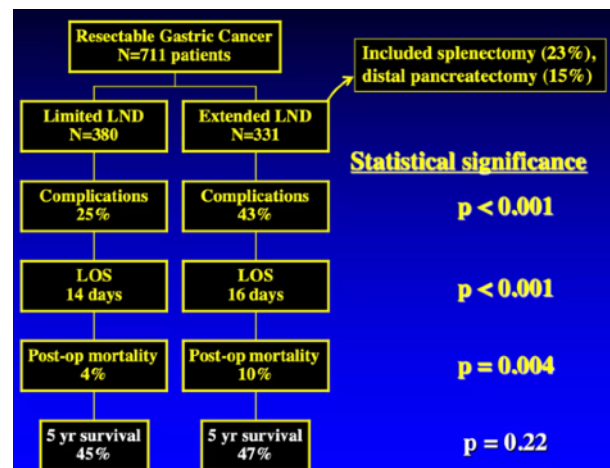 Resectable Gastric Cancer
N=711 patients
Included splenectomy (23%),
distal pancreatectomy (15%)
Limited LND
N=380
Extended LND
N=331
Statistical significance
Complications
25%
Complications
43%
p < 0.001
LOS
14 days
LOS
16 days
p < 0.001
Post-op mortality
4%
Post-op mortality
10%
p = 0.004
5 yr survival
45%
5 yr survival
47%
p = 0.22